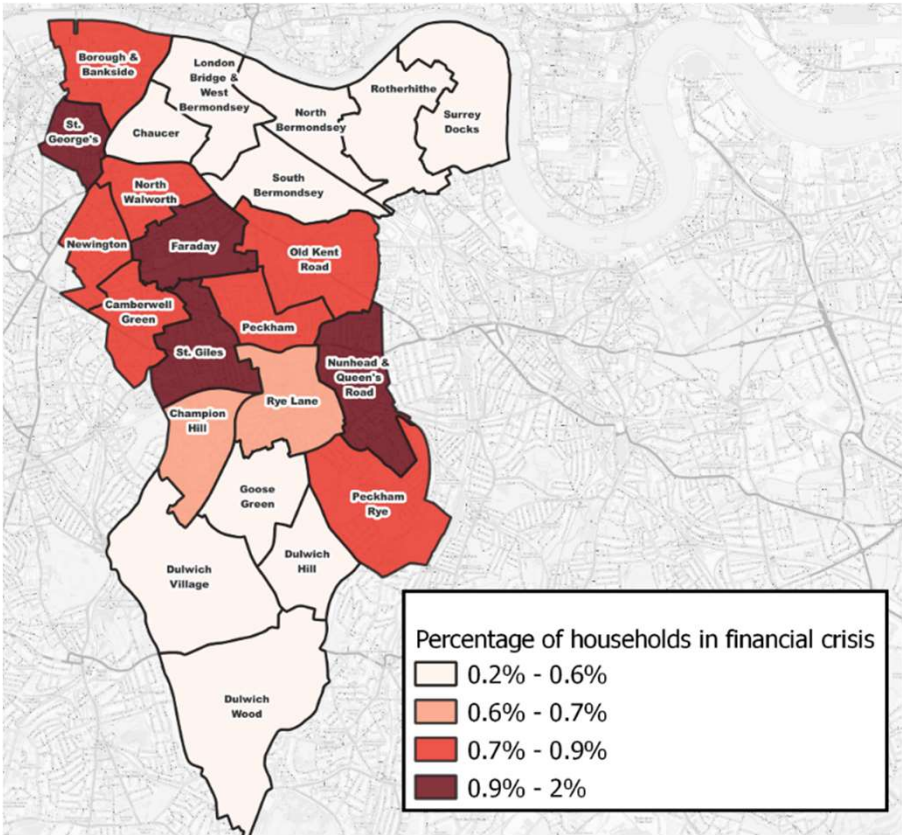 Borough &
Bankside
London
Bridge &
West
Bermondsey
Rotherhithe
Surrey
Docks
North
Bermondsey
St.
George's
Chaucer
South
Bermondsey
North
Walworth
Newington
Faraday
Old Kent
Road
Camberwell
Green
Peckham
St. Giles
Nunhead &
Queen's
Road
Rye Lane
Champion
Hill
Goose
Green
Peckham
Rye
Dulwich
Hill
Dulwich
Village
Dulwich
Wood
Percentage of households in financial crisis
0.2% - 0.6%
0.6% - 0.7%
0.7% - 0.9%
0.9% - 2%